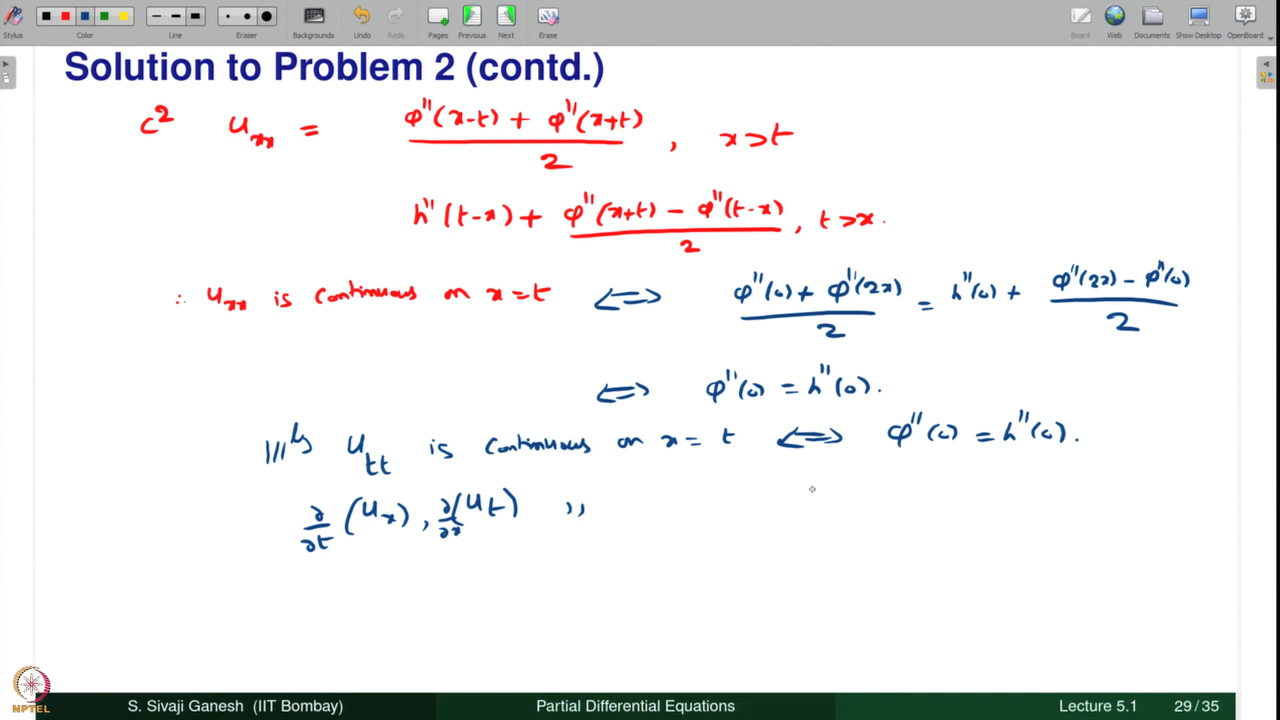 Stylus Color Line Eraser Backgrounds Undo Redo Pages Previous Next Erase Board Web Documents Show Desktop OpenBoard
Solution to Problem 2 (contd.)
C² u_xx = (φ''(x-t) + φ''(x+t))/2 , x>t
h''(t-x) + (φ''(x+t) - φ''(t-x))/2 , t>x.
∴ u_xx is continuous on x=t ⟺ (φ''(0) + φ''(2x))/2 = h''(0) + (φ''(2x) - φ''(0))/2
⟺ φ''(0) = h''(0).
|||ly u_tt is continuous on x=t ⟺ φ''(0) = h''(0).
∂/∂t (u_x), ∂/∂x (u_t) ,,
NPTEL
S. Sivaji Ganesh (IIT Bombay) Partial Differential Equations Lecture 5.1 29/35